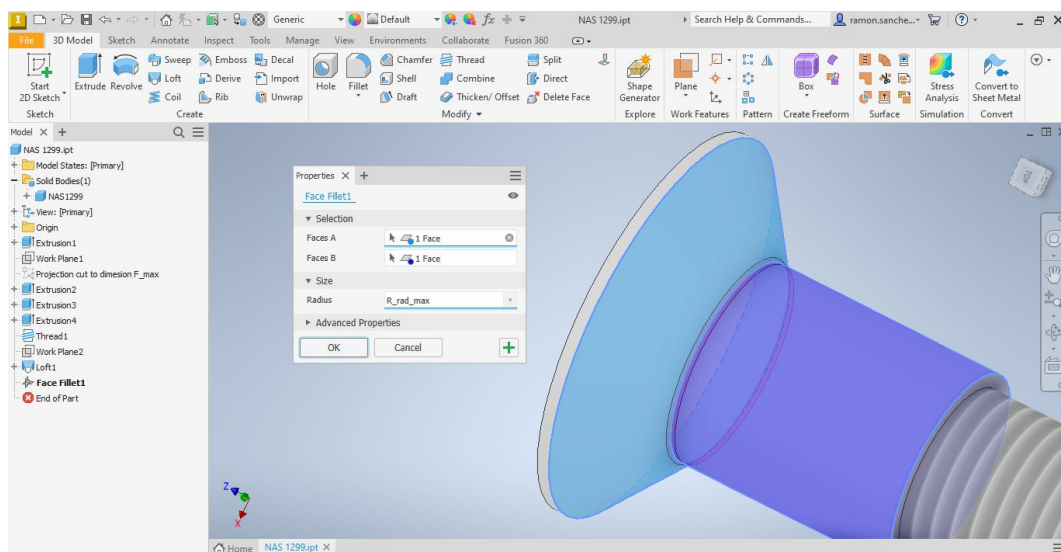 Generic Default fx NAS 1299.ipt Search Help & Commands... ramon.sanche...
File 3D Model Sketch Annotate Inspect Tools Manage View Environments Collaborate Fusion 360
Sweep Emboss Decal Chamfer Thread Split
Start 2D Sketch Extrude Revolve Loft Derive Import Hole Fillet Shell Combine Direct Shape Generator Plane Box Stress Analysis Convert to Sheet Metal
Coil Rib Unwrap Draft Thicken/ Offset Delete Face
Sketch Create Modify Explore Work Features Pattern Create Freeform Surface Simulation Convert
Model × +
NAS 1299.ipt
Model States: [Primary]
Solid Bodies(1)
NAS1299
View: [Primary]
Origin
Extrusion1
Work Plane1
Projection cut to dimesion F_max
Extrusion2
Extrusion3
Extrusion4
Thread1
Work Plane2
Loft1
Face Fillet1
End of Part
Properties × +
Face Fillet1
Selection
Faces A 1 Face
Faces B 1 Face
Size
Radius R_rad_max
Advanced Properties
OK Cancel
TOP
Z
X
Home NAS 1299.ipt ×